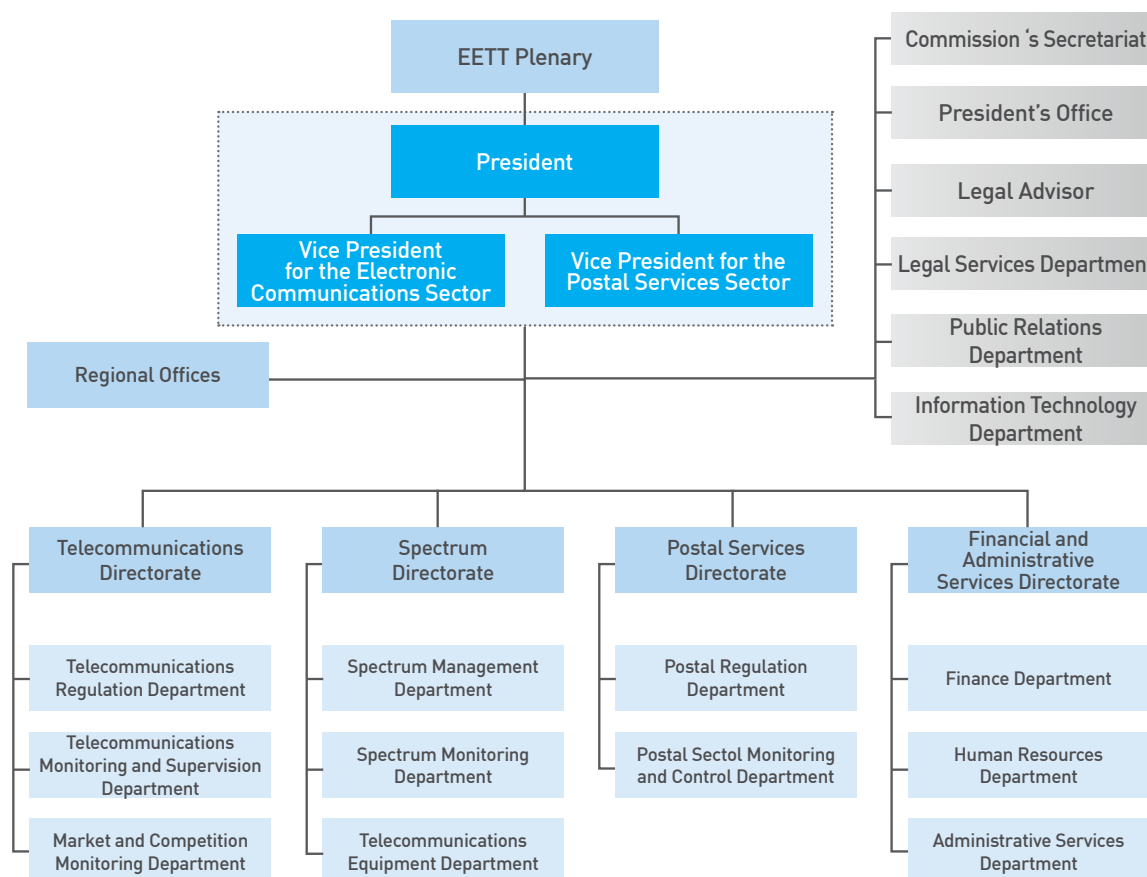 EETT Plenary
President
Vice President
for the Electronic
Communications Sector
Vice President for the
Postal Services Sector
Commission ‘s Secretariat
President’s Office
Legal Advisor
Legal Services Departmen
Public Relations
Department
Information Technology
Department
Regional Offices
Telecommunications
Directorate
Telecommunications
Regulation Department
Telecommunications
Monitoring and Supervision
Department
Market and Competition
Monitoring Department
Spectrum
Directorate
Spectrum Management
Department
Spectrum Monitoring
Department
Telecommunications
Equipment Department
Postal Services
Directorate
Postal Regulation
Department
Postal Sectol Monitoring
and Control Department
Financial and
Administrative
Services Directorate
Finance Department
Human Resources
Department
Administrative Services
Department